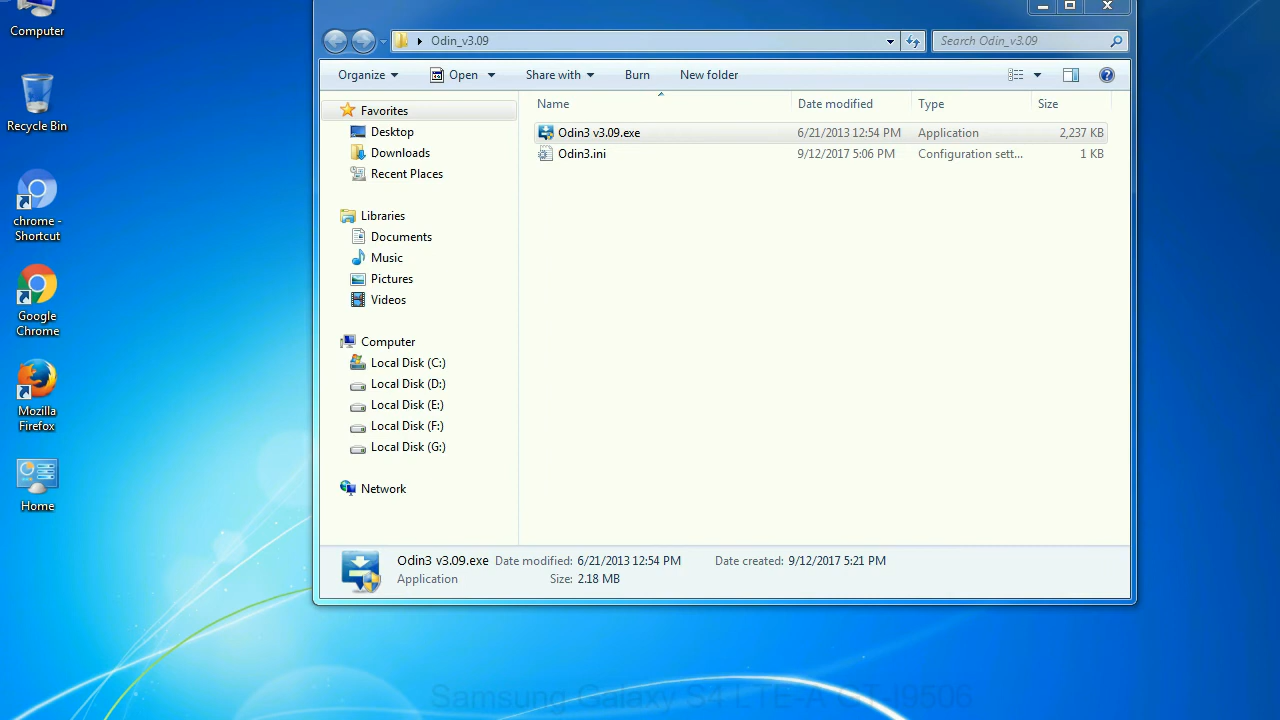 Computer
Recycle Bin
chrome -
Shortcut
Google
Chrome
Mozilla
Firefox
Home
Odin_v3.09
Search Odin_v3.09
Organize
Open
Share with
Burn
New folder
Favorites
Desktop
Downloads
Recent Places
Libraries
Documents
Music
Pictures
Videos
Computer
Local Disk (C:)
Local Disk (D:)
Local Disk (E:)
Local Disk (F:)
Local Disk (G:)
Network
Name Date modified Type Size
Odin3 v3.09.exe 6/21/2013 12:54 PM Application 2,237 KB
Odin3.ini 9/12/2017 5:06 PM Configuration sett... 1 KB
Odin3 v3.09.exe Date modified: 6/21/2013 12:54 PM Date created: 9/12/2017 5:21 PM
Application Size: 2.18 MB
Samsung Galaxy S4 LTE-A GT-I9506